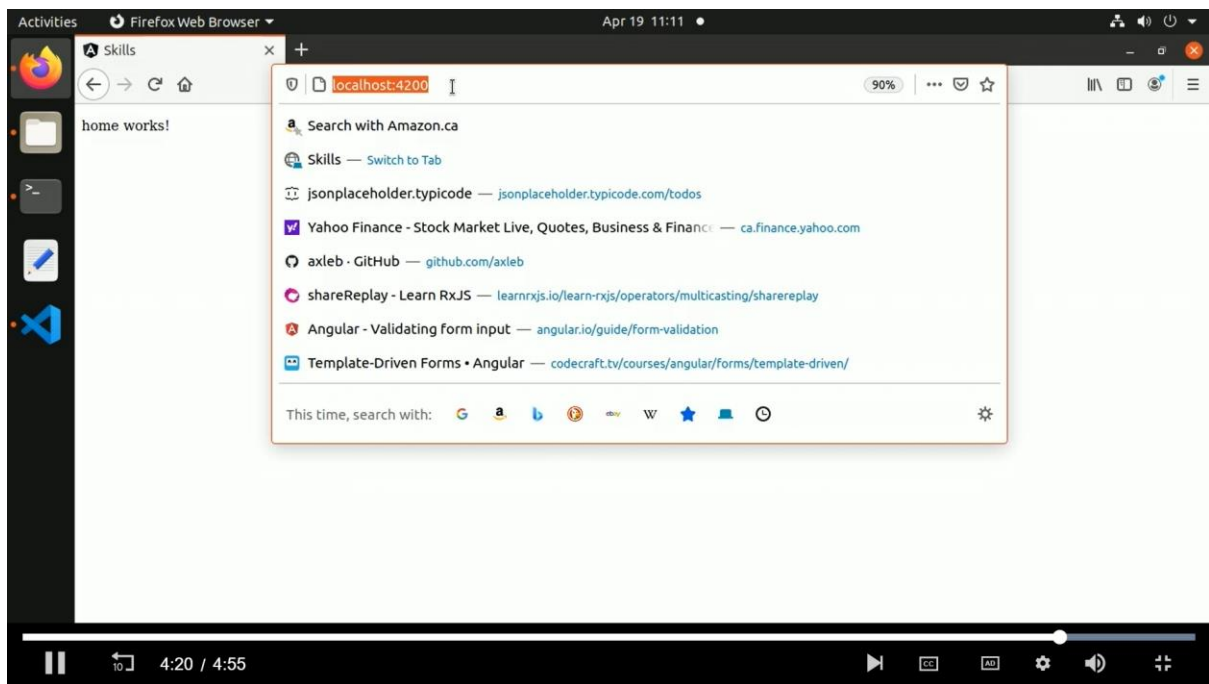 Activities Firefox Web Browser Apr 19 11:11
Skills
localhost:4200 90%
home works!
Search with Amazon.ca
Skills — Switch to Tab
jsonplaceholder.typicode — jsonplaceholder.typicode.com/todos
Yahoo Finance - Stock Market Live, Quotes, Business & Financ — ca.finance.yahoo.com
axleb · GitHub — github.com/axleb
shareReplay - Learn RxJS — learnrxjs.io/learn-rxjs/operators/multicasting/sharereplay
Angular - Validating form input — angular.io/guide/form-validation
Template-Driven Forms • Angular — codecraft.tv/courses/angular/forms/template-driven/
This time, search with:
10 4:20 / 4:55 CC AD